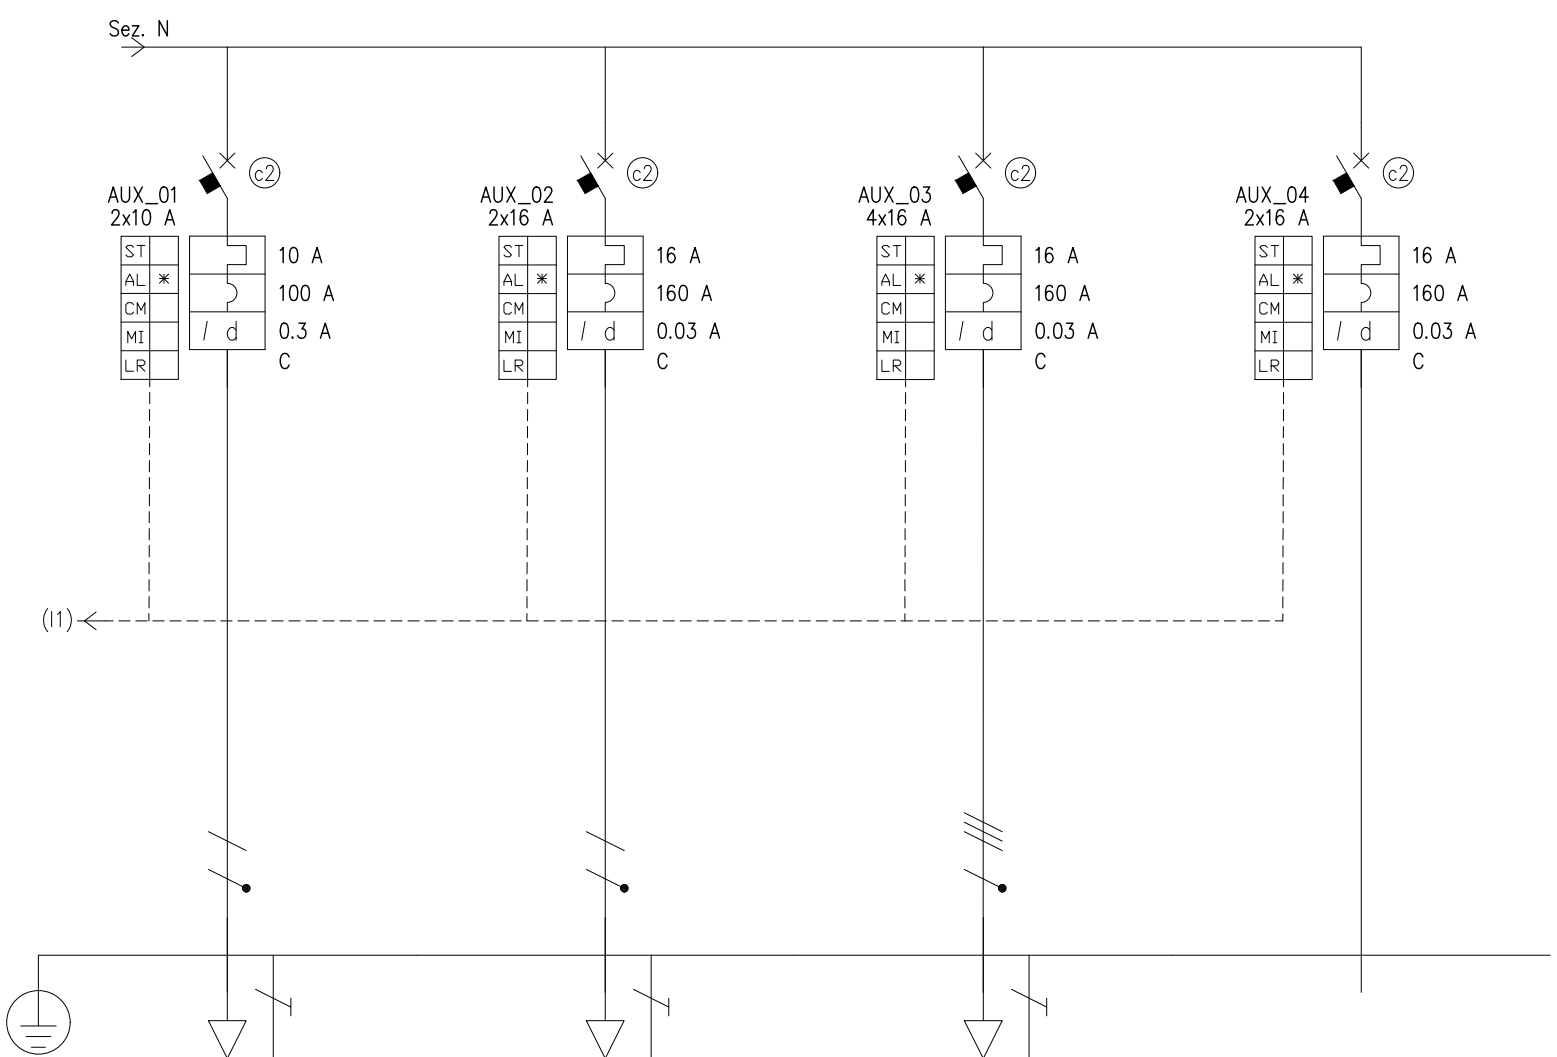 Sez. N
c2
AUX_01
2x10 A
ST
AL *
CM
MI
LR
10 A
100 A
I d
0.3 A
C
c2
AUX_02
2x16 A
ST
AL *
CM
MI
LR
16 A
160 A
I d
0.03 A
C
c2
AUX_03
4x16 A
ST
AL *
CM
MI
LR
16 A
160 A
I d
0.03 A
C
c2
AUX_04
2x16 A
ST
AL *
CM
MI
LR
16 A
160 A
I d
0.03 A
C
(I1)